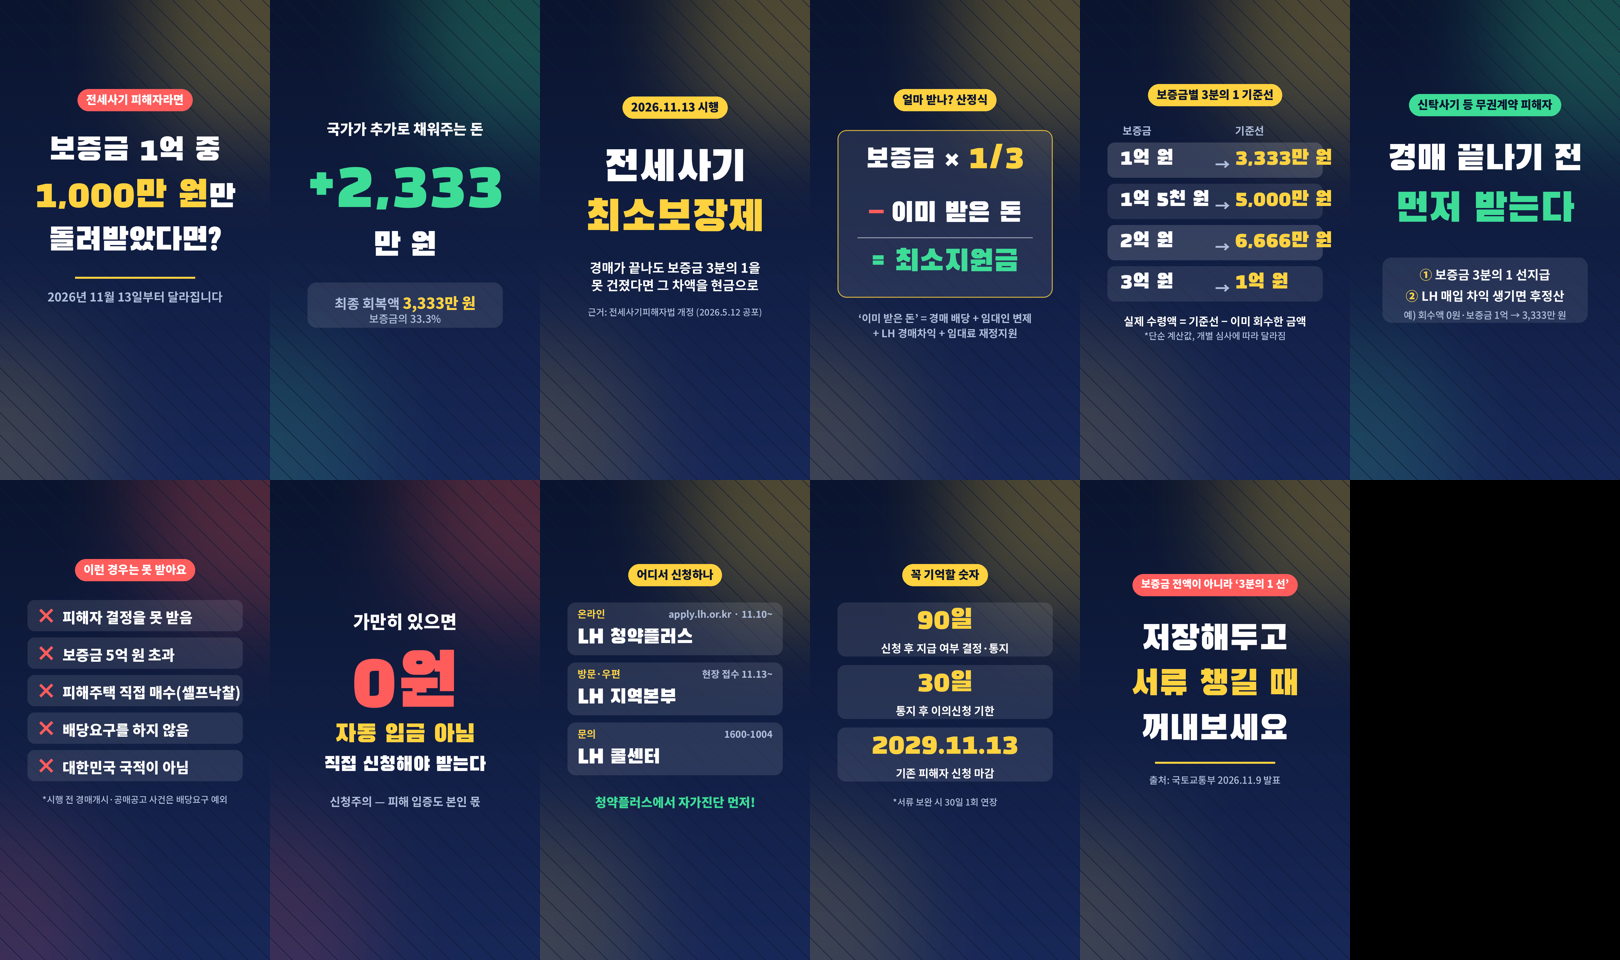 전세사기 피해자라면
보증금 1억 중
1,000만 원만
돌려받았다면?
2026년 11월 13일부터 달라집니다
국가가 추가로 채워주는 돈
+2,333
만 원
최종 회복액 3,333만 원
보증금의 33.3%
2026.11.13 시행
전세사기
최소보장제
경매가 끝나도 보증금 3분의 1을
못 건졌다면 그 차액을 현금으로
근거: 전세사기피해자법 개정 (2026.5.12 공포)
얼마 받나? 산정식
보증금 × 1/3
− 이미 받은 돈
= 최소지원금
‘이미 받은 돈’ = 경매 배당 + 임대인 변제
+ LH 경매차익 + 임대료 재정지원
보증금별 3분의 1 기준선
보증금 기준선
1억 원 → 3,333만 원
1억 5천 원 → 5,000만 원
2억 원 → 6,666만 원
3억 원 → 1억 원
실제 수령액 = 기준선 − 이미 회수한 금액
*단순 계산값, 개별 심사에 따라 달라짐
신탁사기 등 무권계약 피해자
경매 끝나기 전
먼저 받는다
① 보증금 3분의 1 선지급
② LH 매입 차익 생기면 후정산
예) 회수액 0원·보증금 1억 → 3,333만 원
이런 경우는 못 받아요
✕ 피해자 결정을 못 받음
✕ 보증금 5억 원 초과
✕ 피해주택 직접 매수(셀프낙찰)
✕ 배당요구를 하지 않음
✕ 대한민국 국적이 아님
*시행 전 경매개시·공매공고 사건은 배당요구 예외
가만히 있으면
0원
자동 입금 아님
직접 신청해야 받는다
신청주의 — 피해 입증도 본인 몫
어디서 신청하나
온라인 apply.lh.or.kr · 11.10~
LH 청약플러스
방문·우편 현장 접수 11.13~
LH 지역본부
문의 1600-1004
LH 콜센터
청약플러스에서 자가진단 먼저!
꼭 기억할 숫자
90일
신청 후 지급 여부 결정·통지
30일
통지 후 이의신청 기한
2029.11.13
기존 피해자 신청 마감
*서류 보완 시 30일 1회 연장
보증금 전액이 아니라 ‘3분의 1 선’
저장해두고
서류 챙길 때
꺼내보세요
출처: 국토교통부 2026.11.9 발표